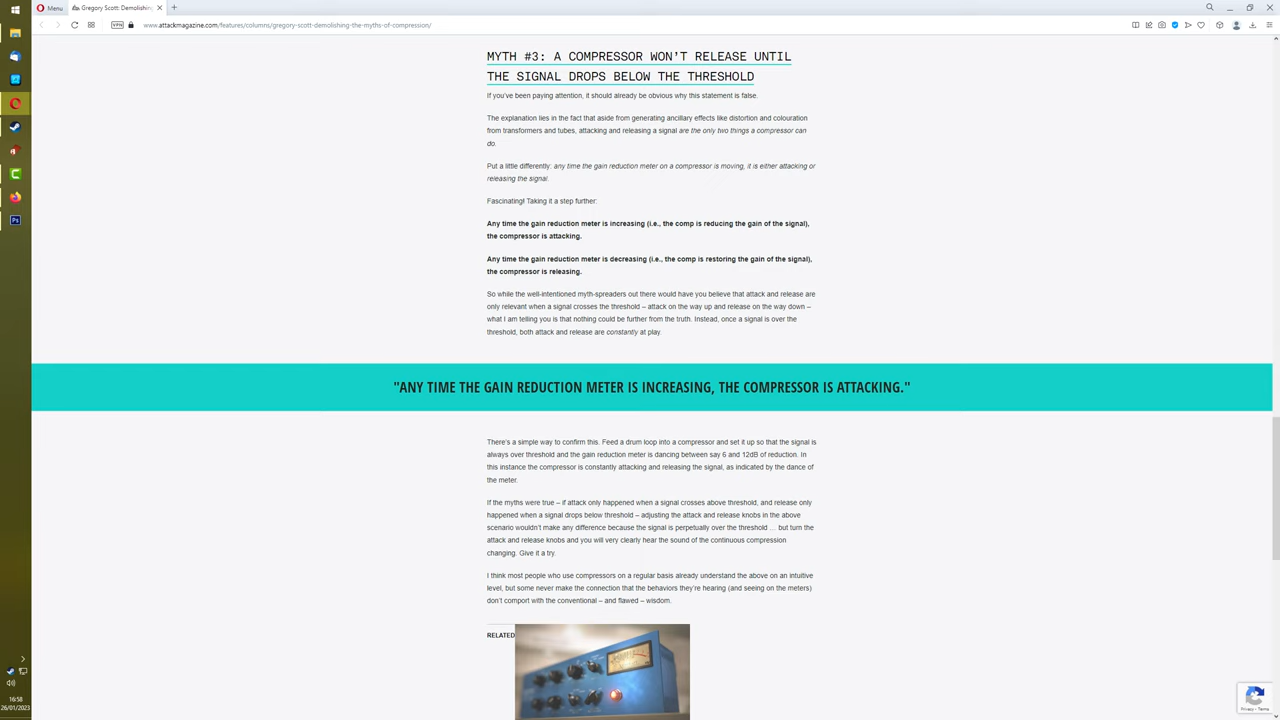 Menu
Gregory Scott: Demolishing
www.attackmagazine.com/features/columns/gregory-scott-demolishing-the-myths-of-compression/
VPN
MYTH #3: A COMPRESSOR WON'T RELEASE UNTIL
THE SIGNAL DROPS BELOW THE THRESHOLD
If you've been paying attention, it should already be obvious why this statement is false.
The explanation lies in the fact that aside from generating ancillary effects like distortion and colouration
from transformers and tubes, attacking and releasing a signal are the only two things a compressor can
do.
Put a little differently: any time the gain reduction meter on a compressor is moving, it is either attacking or
releasing the signal.
Fascinating! Taking it a step further:
Any time the gain reduction meter is increasing (i.e., the comp is reducing the gain of the signal),
the compressor is attacking.
Any time the gain reduction meter is decreasing (i.e., the comp is restoring the gain of the signal),
the compressor is releasing.
So while the well-intentioned myth-spreaders out there would have you believe that attack and release are
only relevant when a signal crosses the threshold – attack on the way up and release on the way down –
what I am telling you is that nothing could be further from the truth. Instead, once a signal is over the
threshold, both attack and release are constantly at play.
"ANY TIME THE GAIN REDUCTION METER IS INCREASING, THE COMPRESSOR IS ATTACKING."
There's a simple way to confirm this. Feed a drum loop into a compressor and set it up so that the signal is
always over threshold and the gain reduction meter is dancing between say 6 and 12dB of reduction. In
this instance the compressor is constantly attacking and releasing the signal, as indicated by the dance of
the meter.
If the myths were true – if attack only happened when a signal crosses above threshold, and release only
happened when a signal drops below threshold – adjusting the attack and release knobs in the above
scenario wouldn't make any difference because the signal is perpetually over the threshold … but turn the
attack and release knobs and you will very clearly hear the sound of the continuous compression
changing. Give it a try.
I think most people who use compressors on a regular basis already understand the above on an intuitive
level, but some never make the connection that the behaviors they're hearing (and seeing on the meters)
don't comport with the conventional – and flawed – wisdom.
RELATED
16:58
26/01/2023
Privacy - Terms